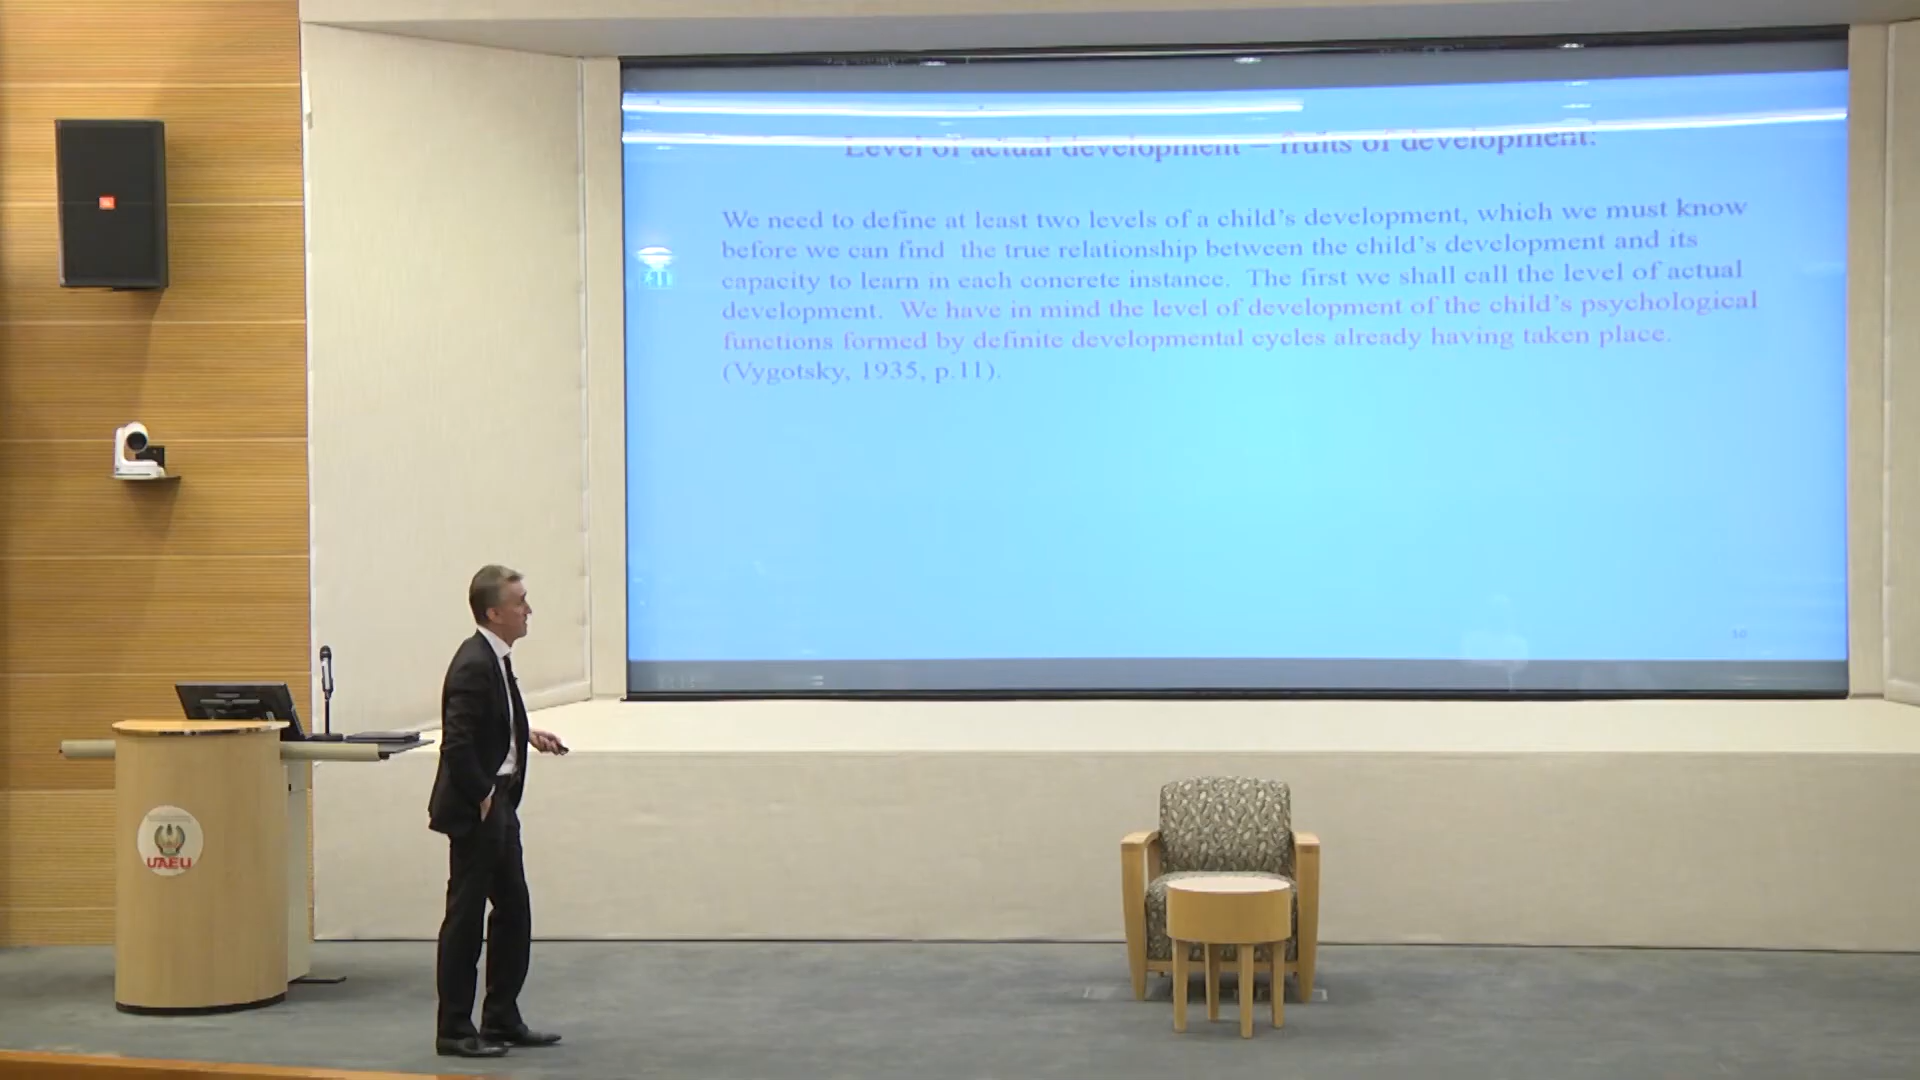 Level of actual development – fruits of development:
We need to define at least two levels of a child's development, which we must know
before we can find the true relationship between the child's development and its
capacity to learn in each concrete instance. The first we shall call the level of actual
development. We have in mind the level of development of the child's psychological
functions formed by definite developmental cycles already having taken place.
(Vygotsky, 1935, p.11).
10
UAEU